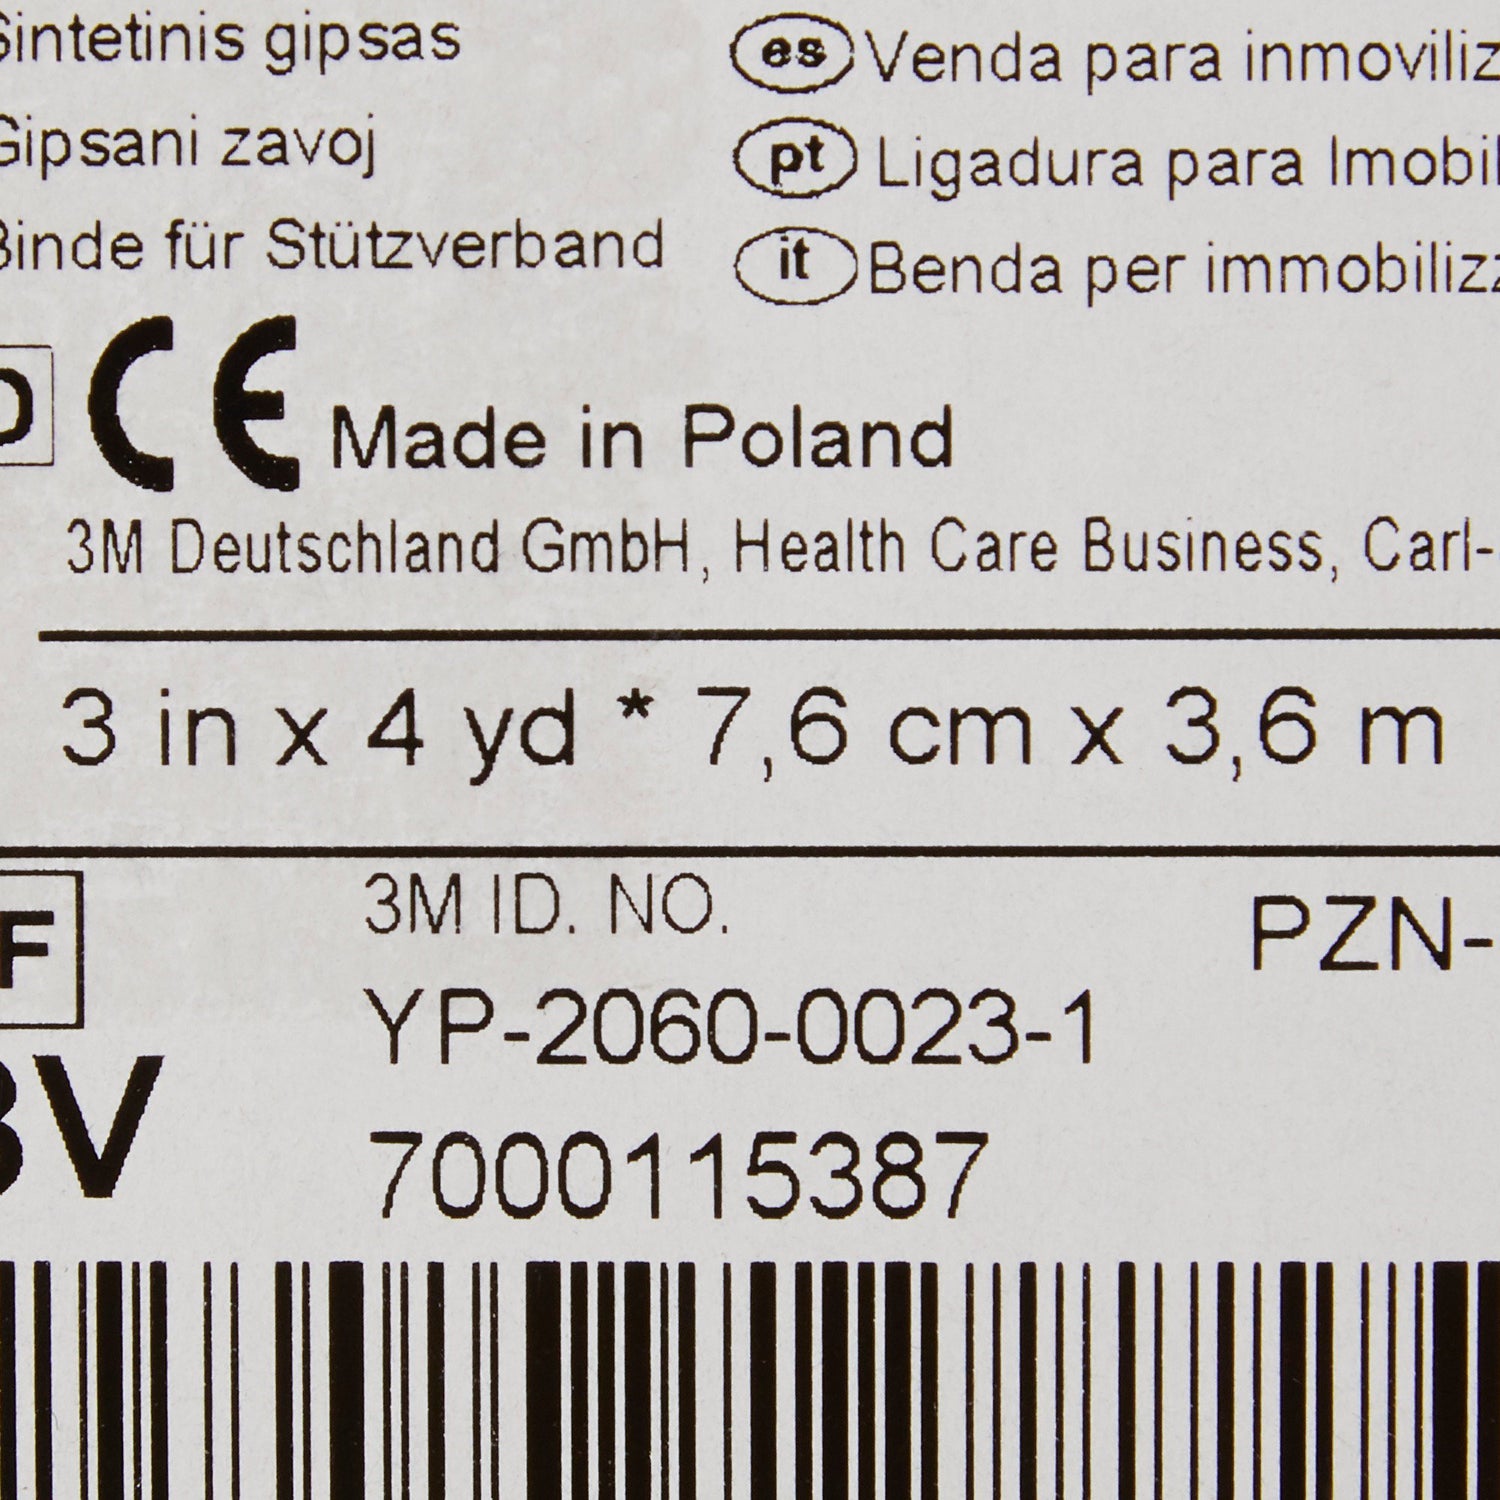 Sintetinis gipsas
Gipsani zavoj
Binde für Stützverband
es Venda para inmoviliz
pt Ligadura para Imobil
it Benda per immobilizz
CE Made in Poland
3M Deutschland GmbH, Health Care Business, Carl-
3 in x 4 yd * 7,6 cm x 3,6 m
F
3M ID. NO.
PZN-
YP-2060-0023-1
BV
7000115387